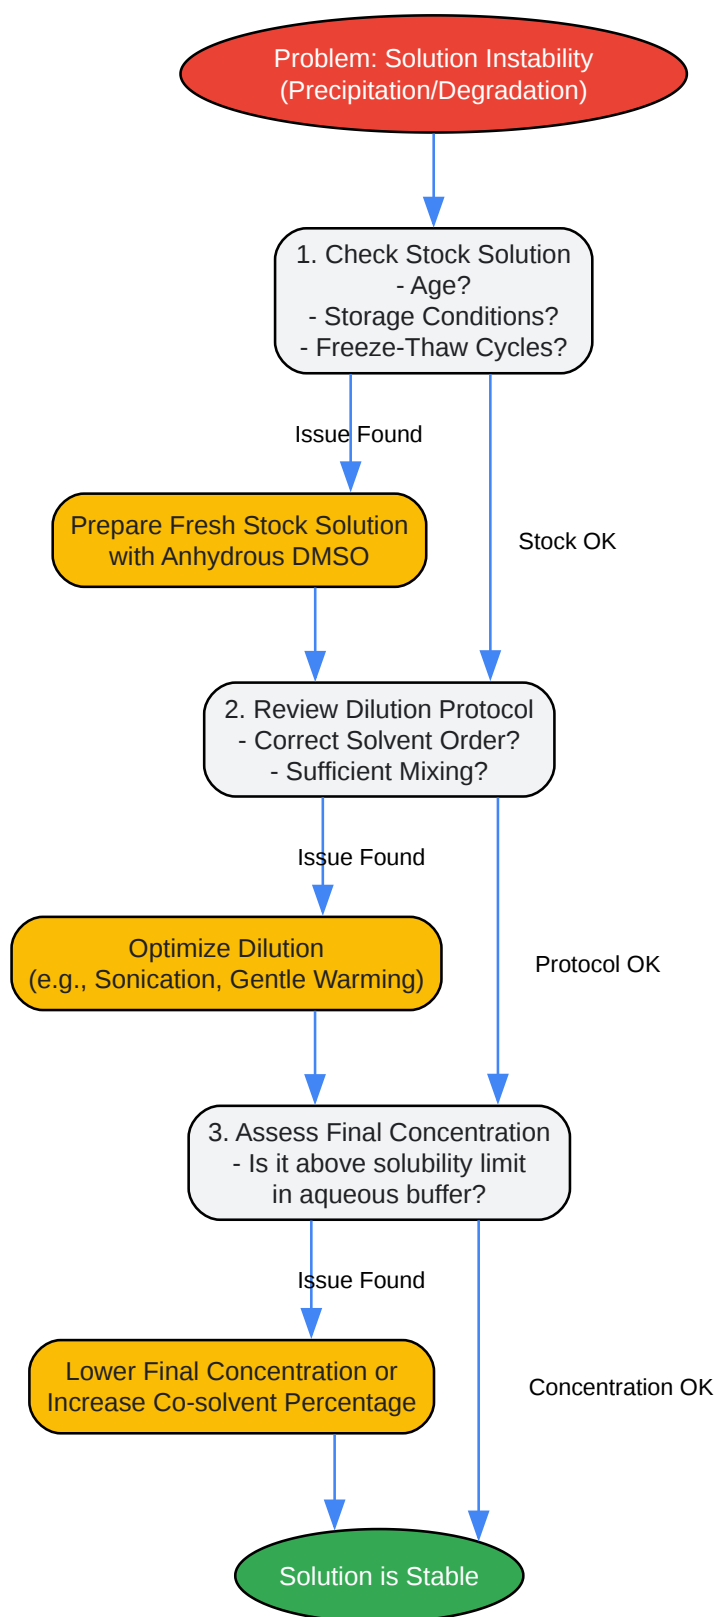 Problem: Solution Instability
(Precipitation/Degradation)
1. Check Stock Solution
- Age?
- Storage Conditions?
- Freeze-Thaw Cycles?
Issue Found
Prepare Fresh Stock Solution
with Anhydrous DMSO
Stock OK
2. Review Dilution Protocol
- Correct Solvent Order?
- Sufficient Mixing?
Issue Found
Optimize Dilution
(e.g., Sonication, Gentle Warming)
Protocol OK
3. Assess Final Concentration
- Is it above solubility limit
in aqueous buffer?
Issue Found
Lower Final Concentration or
Increase Co-solvent Percentage
Concentration OK
Solution is Stable